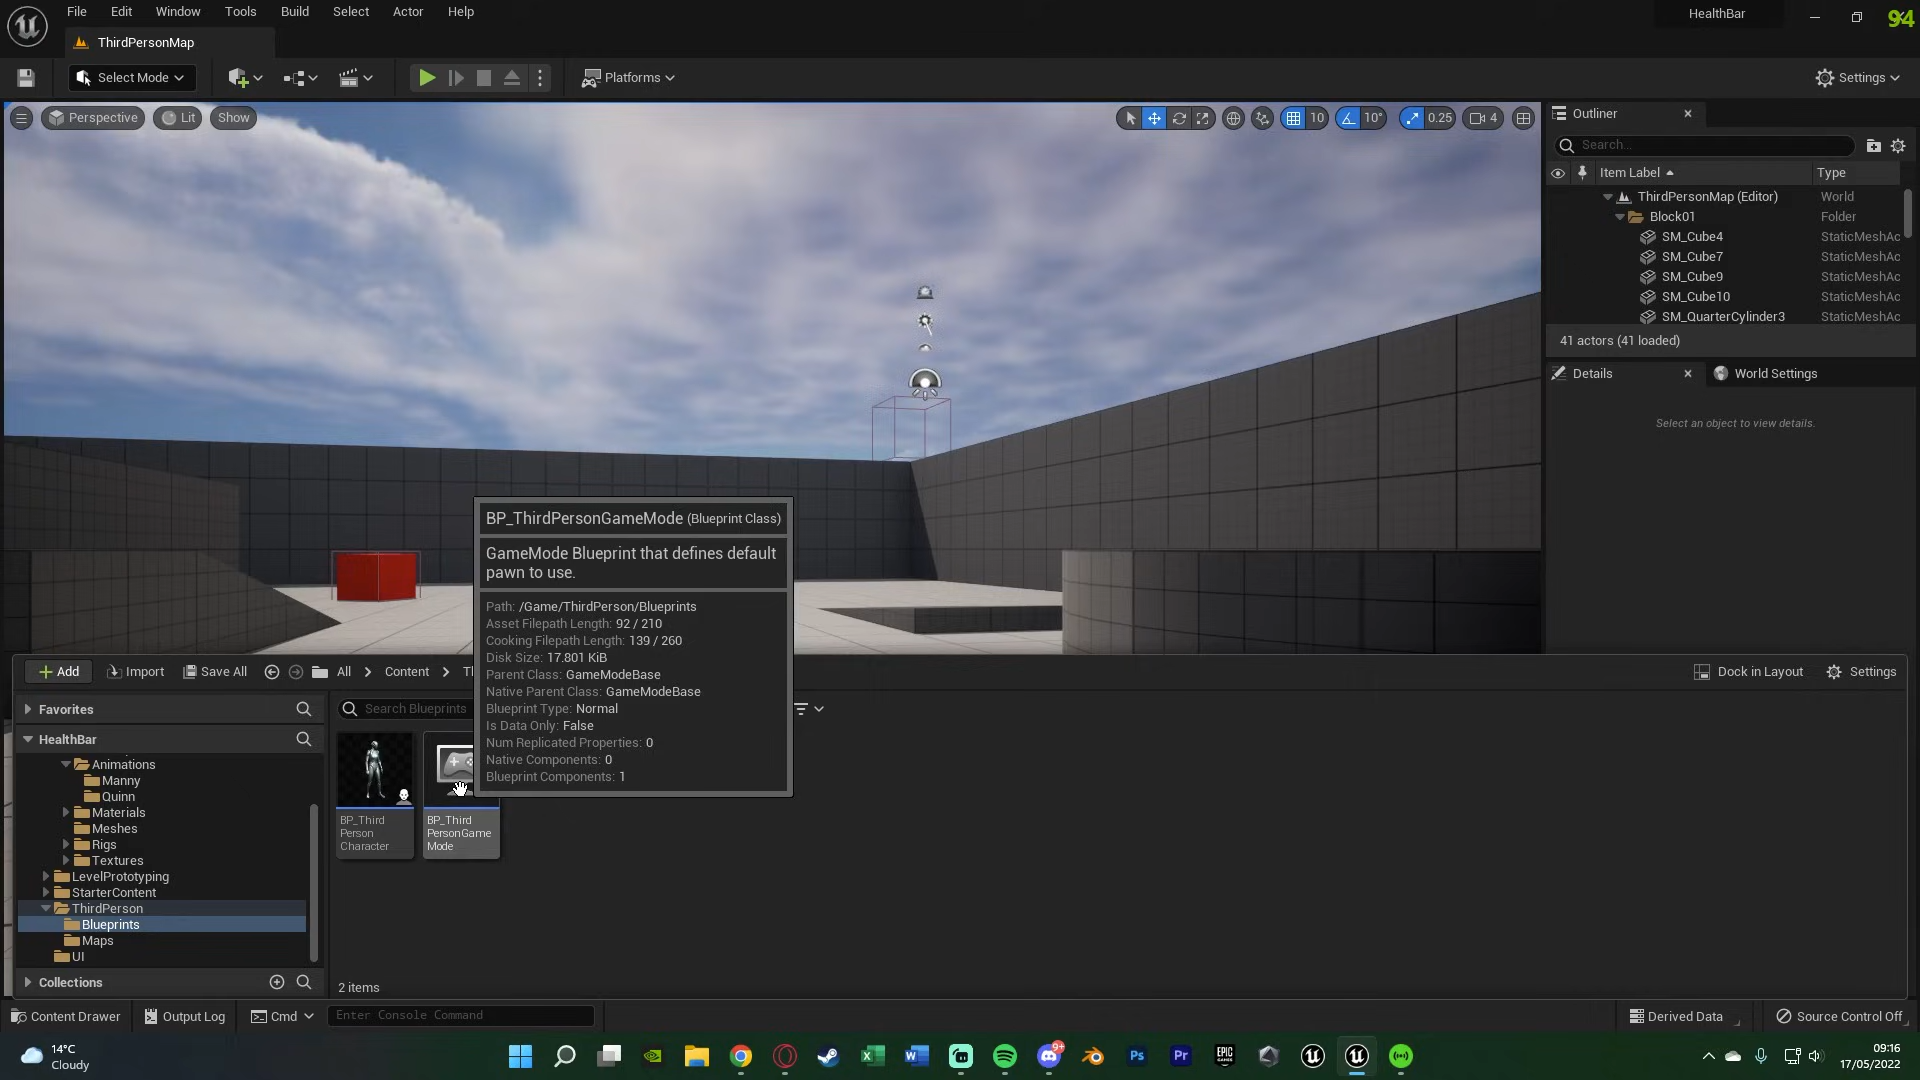 File Edit Window Tools Build Select Actor Help
HealthBar
94
ThirdPersonMap
Select Mode
Platforms
Settings
Perspective Lit Show
10 10° 0.25 4
Outliner
Search...
Item Label Type
ThirdPersonMap (Editor) World
Block01 Folder
SM_Cube4 StaticMeshAc
SM_Cube7 StaticMeshAc
SM_Cube9 StaticMeshAc
SM_Cube10 StaticMeshAc
SM_QuarterCylinder3 StaticMeshAc
41 actors (41 loaded)
Details World Settings
Select an object to view details.
BP_ThirdPersonGameMode (Blueprint Class)
GameMode Blueprint that defines default
pawn to use.
Path: /Game/ThirdPerson/Blueprints
Asset Filepath Length: 92 / 210
Cooking Filepath Length: 139 / 260
Disk Size: 17.801 KiB
Parent Class: GameModeBase
Native Parent Class: GameModeBase
Blueprint Type: Normal
Is Data Only: False
Num Replicated Properties: 0
Native Components: 0
Blueprint Components: 1
Add Import Save All All Content Th
Dock in Layout Settings
Favorites
Search Blueprints
HealthBar
Animations
Manny
Quinn
Materials
Meshes
Rigs
Textures
LevelPrototyping
StarterContent
ThirdPerson
Blueprints
Maps
UI
BP_Third
Person
Character
BP_Third
PersonGame
Mode
Collections
2 items
Content Drawer Output Log Cmd Enter Console Command
Derived Data Source Control Off
14°C
Cloudy
9+
09:16
17/05/2022